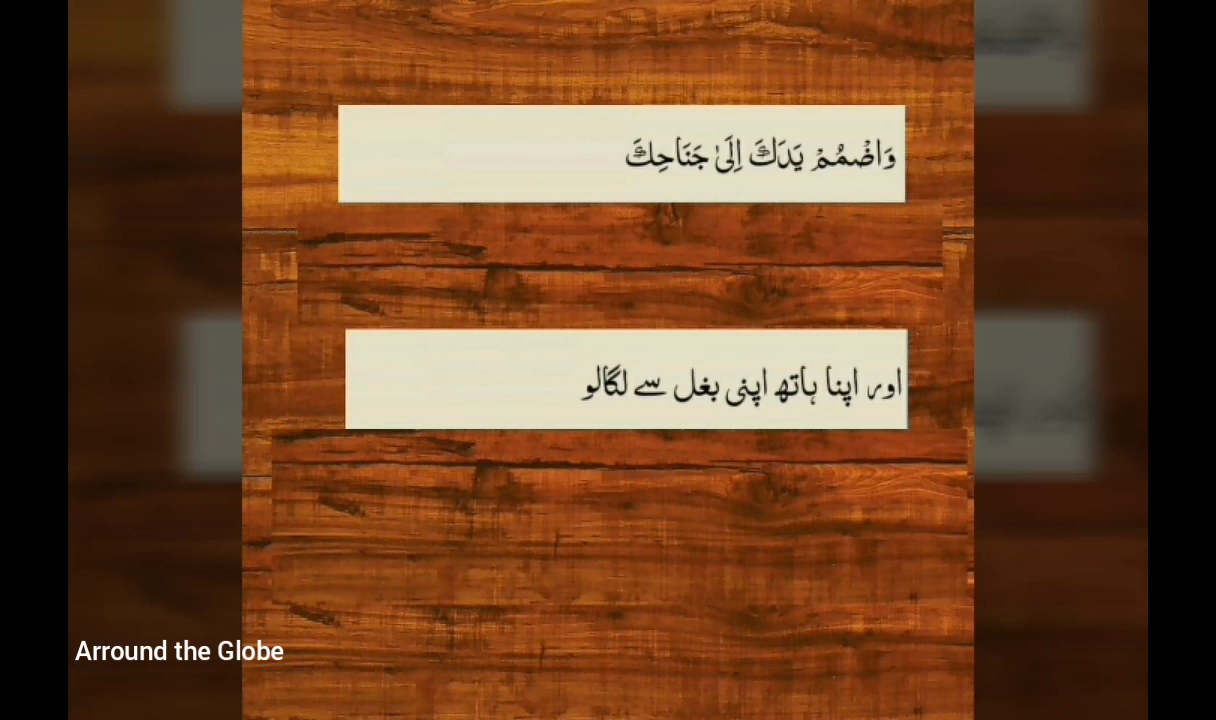 وَاضْمُمْ يَدَكَ اِلَىٰ جَنَاحِكَ
اور اپنا ہاتھ اپنی بغل سے لگالو
Arround the Globe